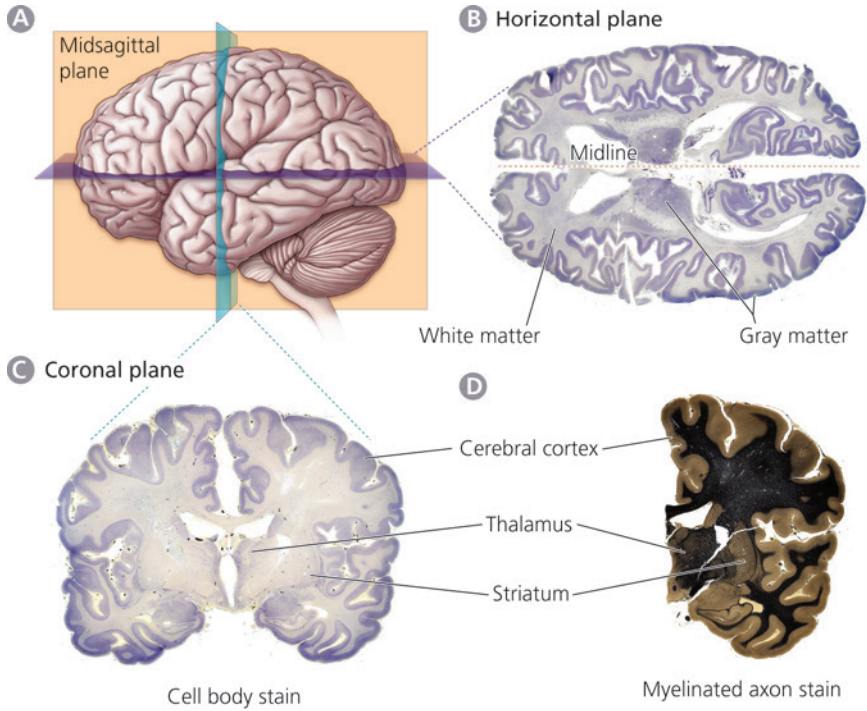 A
Midsagittal
plane
B Horizontal plane
Midline
White matter
Gray matter
C Coronal plane
D
Cerebral cortex
Thalamus
Striatum
Cell body stain
Myelinated axon stain